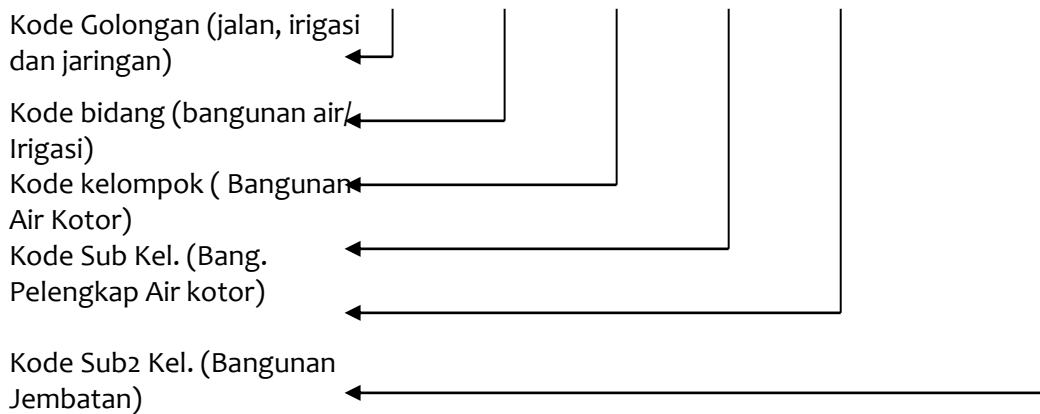 Kode Golongan (jalan, irigasi
dan jaringan)
Kode bidang (bangunan air/
Irigasi)
Kode kelompok ( Bangunan
Air Kotor)
Kode Sub Kel. (Bang.
Pelengkap Air kotor)
Kode Sub2 Kel. (Bangunan
Jembatan)